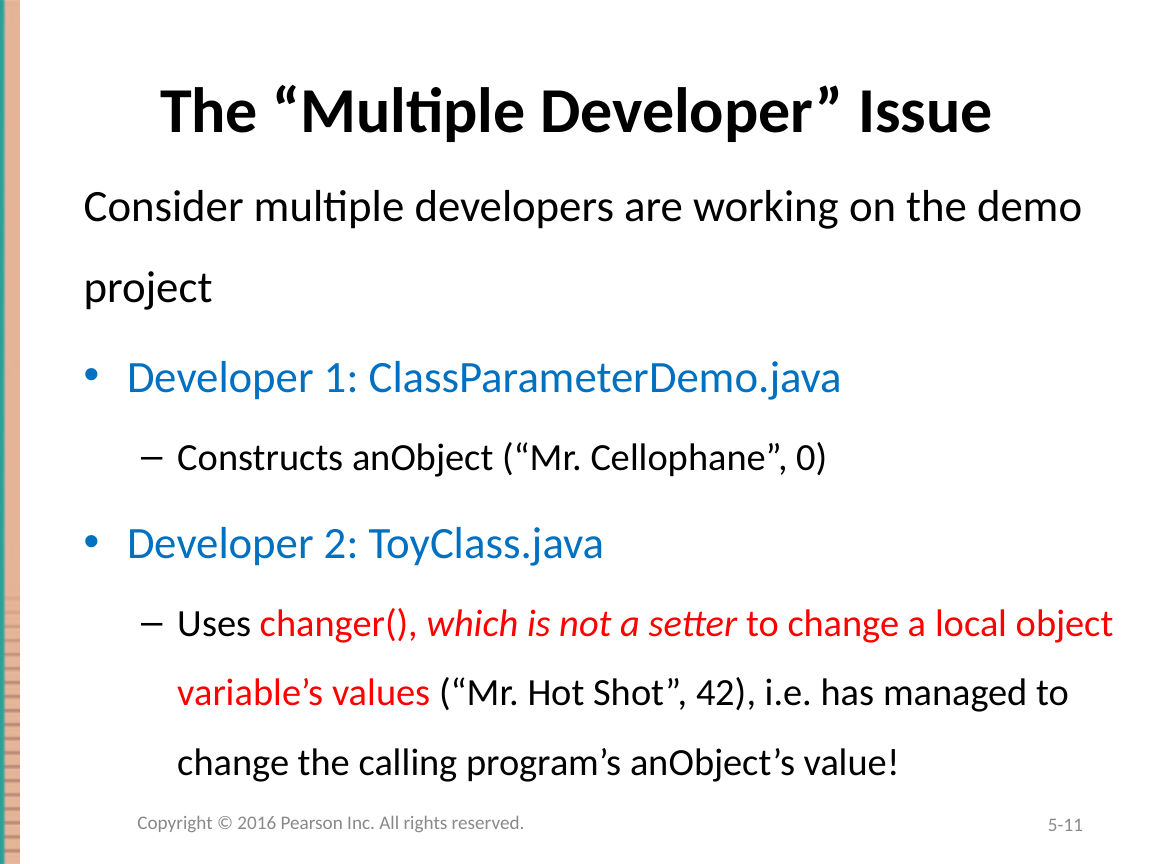 The “Multiple Developer” Issue
Consider multiple developers are working on the demo
project
• Developer 1: ClassParameterDemo.java
– Constructs anObject (“Mr. Cellophane”, 0)
• Developer 2: ToyClass.java
– Uses changer(), which is not a setter to change a local object
variable’s values (“Mr. Hot Shot”, 42), i.e. has managed to
change the calling program’s anObject’s value!
Copyright © 2016 Pearson Inc. All rights reserved.
5-11